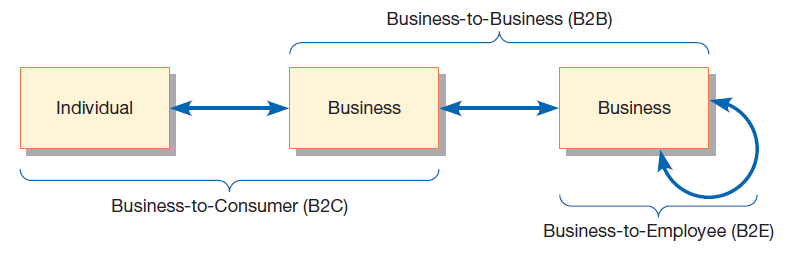 Business-to-Business (B2B)
Individual
Business
Business
Business-to-Consumer (B2C)
Business-to-Employee (B2E)